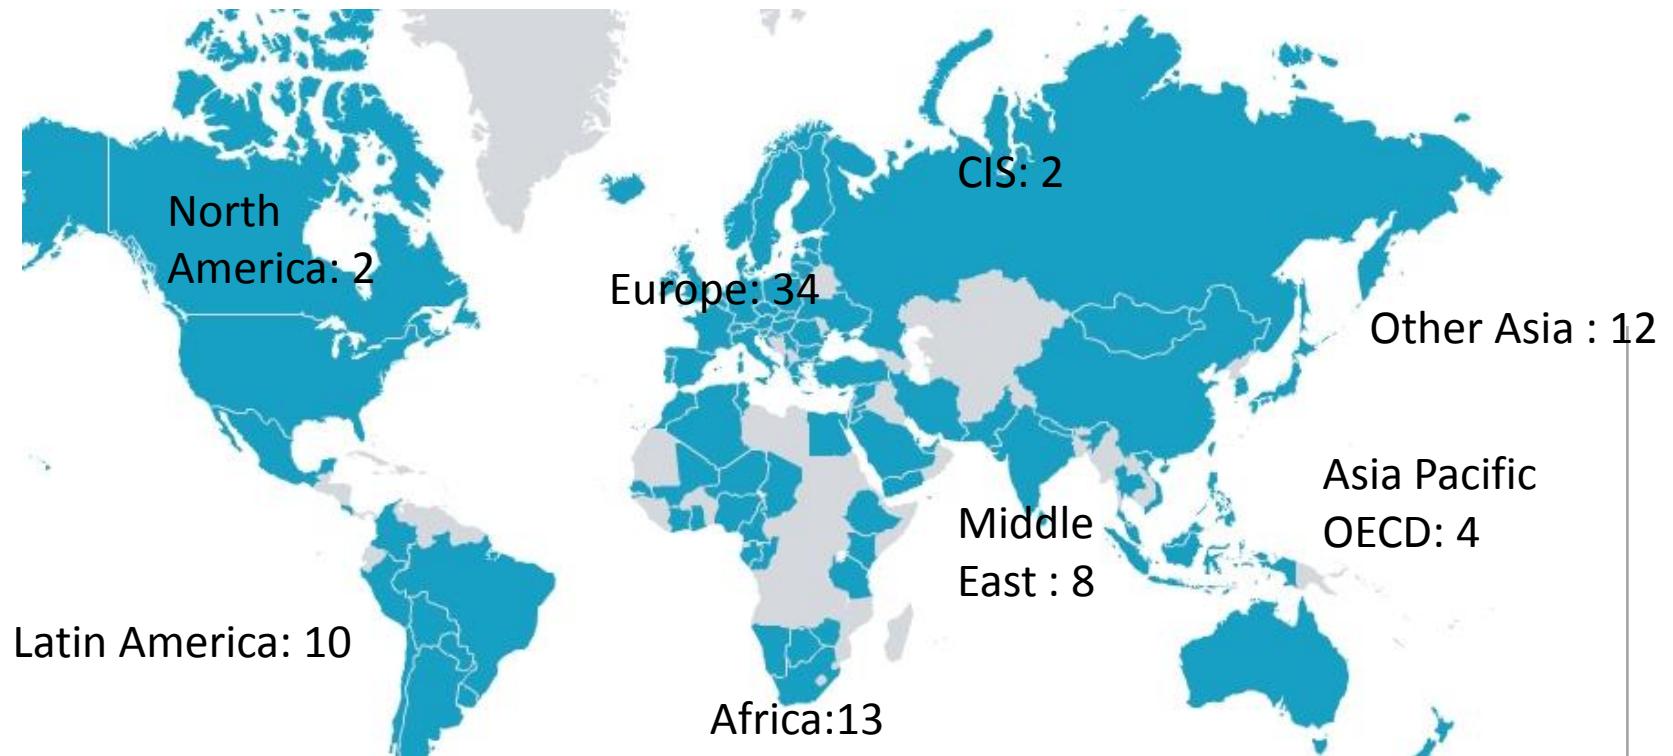 CIS: 2
North
America: 2
Europe: 34
Other Asia : 12
Asia Pacific
OECD: 4
Middle
East : 8
Latin America: 10
Africa:13